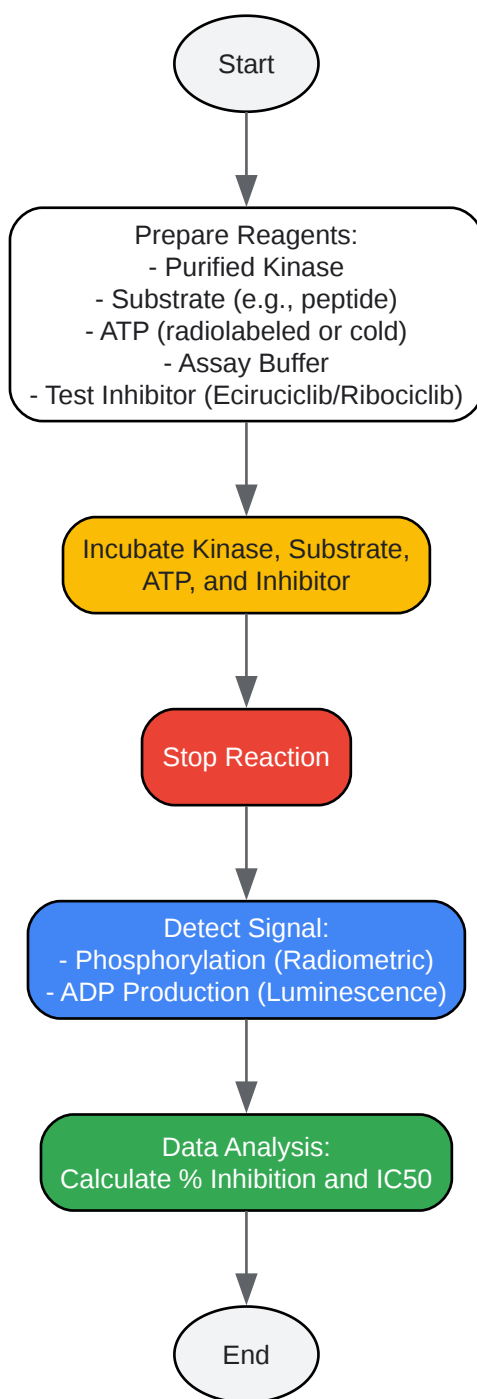 Start
Prepare Reagents:
- Purified Kinase
- Substrate (e.g., peptide)
- ATP (radiolabeled or cold)
- Assay Buffer
- Test Inhibitor (Eciruciclib/Ribociclib)
Incubate Kinase, Substrate,
ATP, and Inhibitor
Stop Reaction
Detect Signal:
- Phosphorylation (Radiometric)
- ADP Production (Luminescence)
Data Analysis:
Calculate % Inhibition and IC50
End